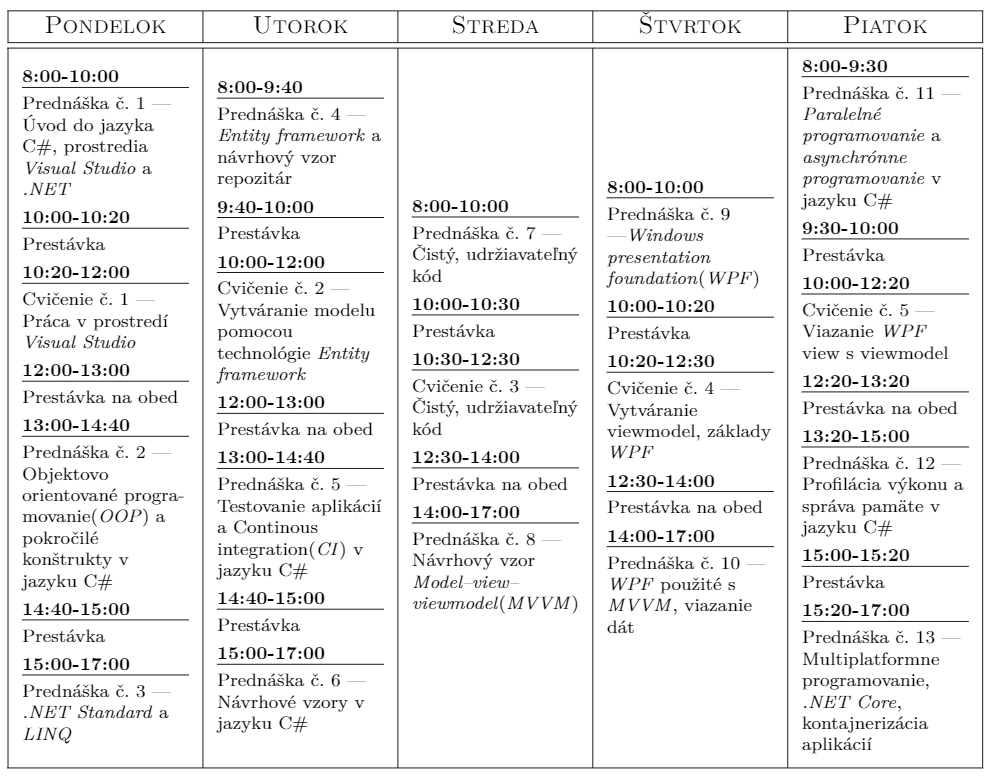 PONDELOK
UTOROK
STREDA
ŠTVRTOK
PIATOK
8:00-10:00
Prednáška č. 1 —
Úvod do jazyka
C#, prostredia
Visual Studio a
.NET
10:00-10:20
Prestávka
10:20-12:00
Cvičenie č. 1 —
Práca v prostredí
Visual Studio
12:00-13:00
Prestávka na obed
13:00-14:40
Prednáška č. 2 —
Objektovo
orientované progra-
movanie(OOP) a
pokročilé
konštrukty v
jazyku C#
14:40-15:00
Prestávka
15:00-17:00
Prednáška č. 3 —
.NET Standard a
LINQ
8:00-9:40
Prednáška č. 4 —
Entity framework a
návrhový vzor
repozitár
9:40-10:00
Prestávka
10:00-12:00
Cvičenie č. 2 —
Vytváranie modelu
pomocou
technológie Entity
framework
12:00-13:00
Prestávka na obed
13:00-14:40
Prednáška č. 5 —
Testovanie aplikácií
a Continous
integration(CI) v
jazyku C#
14:40-15:00
Prestávka
15:00-17:00
Prednáška č. 6 —
Návrhové vzory v
jazyku C#
8:00-10:00
Prednáška č. 7 —
Čistý, udržiavateľný
kód
10:00-10:30
Prestávka
10:30-12:30
Cvičenie č. 3 —
Čistý, udržiavateľný
kód
12:30-14:00
Prestávka na obed
14:00-17:00
Prednáška č. 8 —
Návrhový vzor
Model–view–
viewmodel(MVVM)
8:00-10:00
Prednáška č. 9
—Windows
presentation
foundation(WPF)
10:00-10:20
Prestávka
10:20-12:30
Cvičenie č. 4 —
Vytváranie
viewmodel, základy
WPF
12:30-14:00
Prestávka na obed
14:00-17:00
Prednáška č. 10 —
WPF použité s
MVVM, viazanie
dát
8:00-9:30
Prednáška č. 11 —
Paralelné
programovanie a
asynchrónne
programovanie v
jazyku C#
9:30-10:00
Prestávka
10:00-12:20
Cvičenie č. 5 —
Viazanie WPF
view s viewmodel
12:20-13:20
Prestávka na obed
13:20-15:00
Prednáška č. 12 —
Profilácia výkonu a
správa pamäte v
jazyku C#
15:00-15:20
Prestávka
15:20-17:00
Prednáška č. 13 —
Multiplatformne
programovanie,
.NET Core,
kontajnerizácia
aplikácií